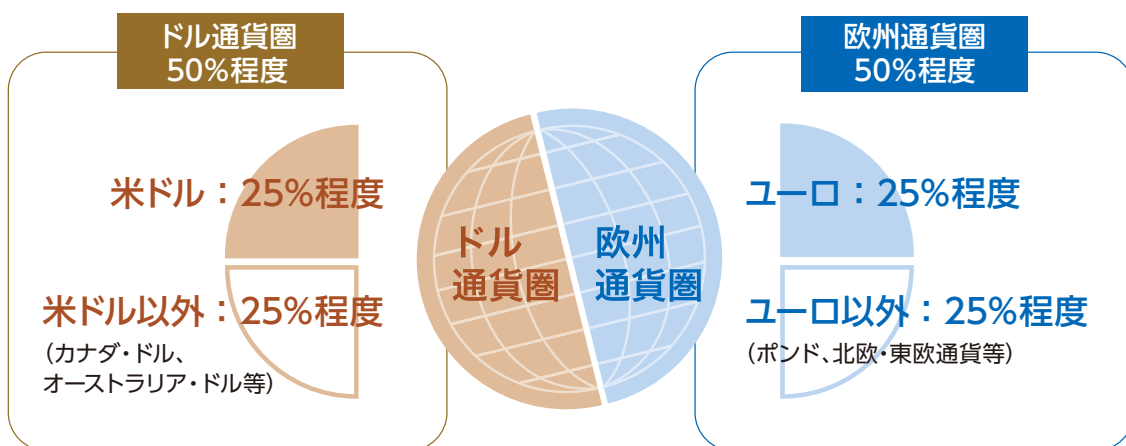 ドル通貨圏
50%程度
米ドル：25%程度
米ドル以外：25%程度
（カナダ・ドル、
オーストラリア・ドル等）
ドル
通貨圏
欧州
通貨圏
欧州通貨圏
50%程度
ユーロ：25%程度
ユーロ以外：25%程度
（ポンド、北欧・東欧通貨等）